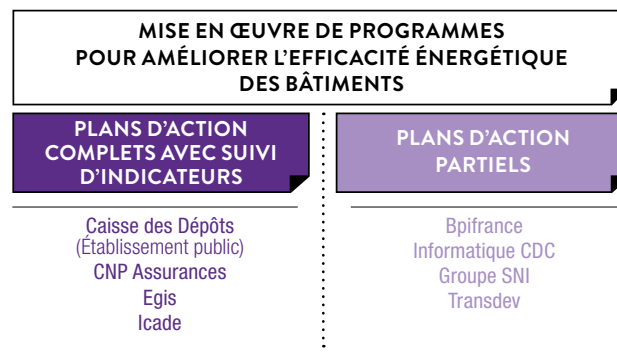 MISE EN ŒUVRE DE PROGRAMMES
POUR AMÉLIORER L’EFFICACITÉ ÉNERGÉTIQUE
DES BÂTIMENTS
PLANS D’ACTION
COMPLETS AVEC SUIVI
D’INDICATEURS
Caisse des Dépôts
(Établissement public)
CNP Assurances
Egis
Icade
PLANS D’ACTION
PARTIELS
Bpifrance
Informatique CDC
Groupe SNI
Transdev